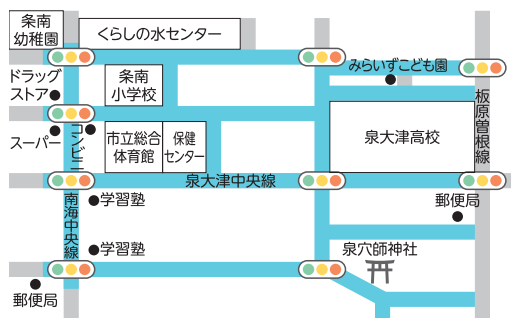 条南
幼稚園
くらしの水センター
みらいずこども園
ドラッグ
ストア
条南
小学校
板原曽根線
スーパー
コンビニ
市立総合
体育館
保健
センター
泉大津高校
泉大津中央線
南海中央線
学習塾
郵便局
学習塾
泉穴師神社
郵便局